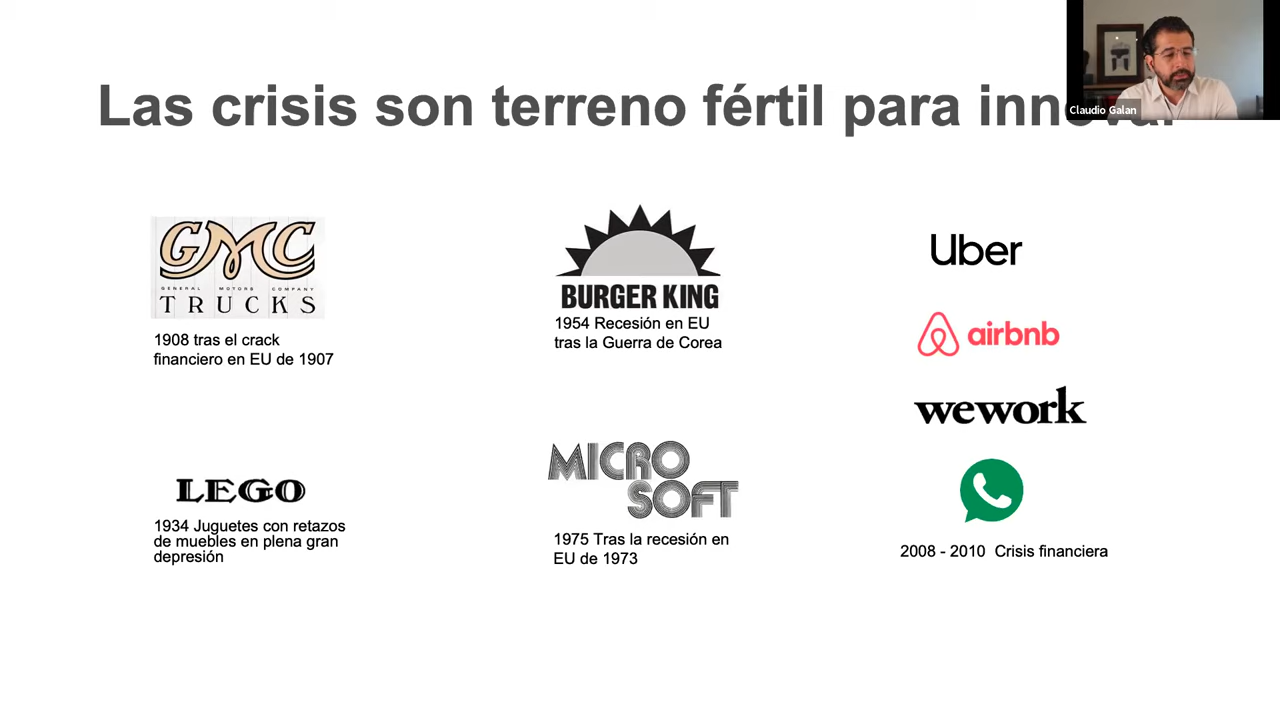 Claudio Galan
Las crisis son terreno fértil para innovar
GMC
GENERAL MOTORS COMPANY
TRUCKS
1908 tras el crack
financiero en EU de 1907
BURGER KING
1954 Recesión en EU
tras la Guerra de Corea
Uber
airbnb
wework
LEGO
1934 Juguetes con retazos
de muebles en plena gran
depresión
MICRO
SOFT
1975 Tras la recesión en
EU de 1973
2008 - 2010 Crisis financiera